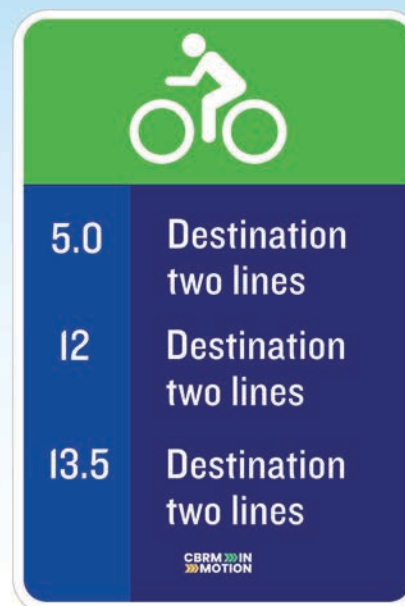 5.0 Destination
two lines
12 Destination
two lines
13.5 Destination
two lines
CBRM IN
MOTION